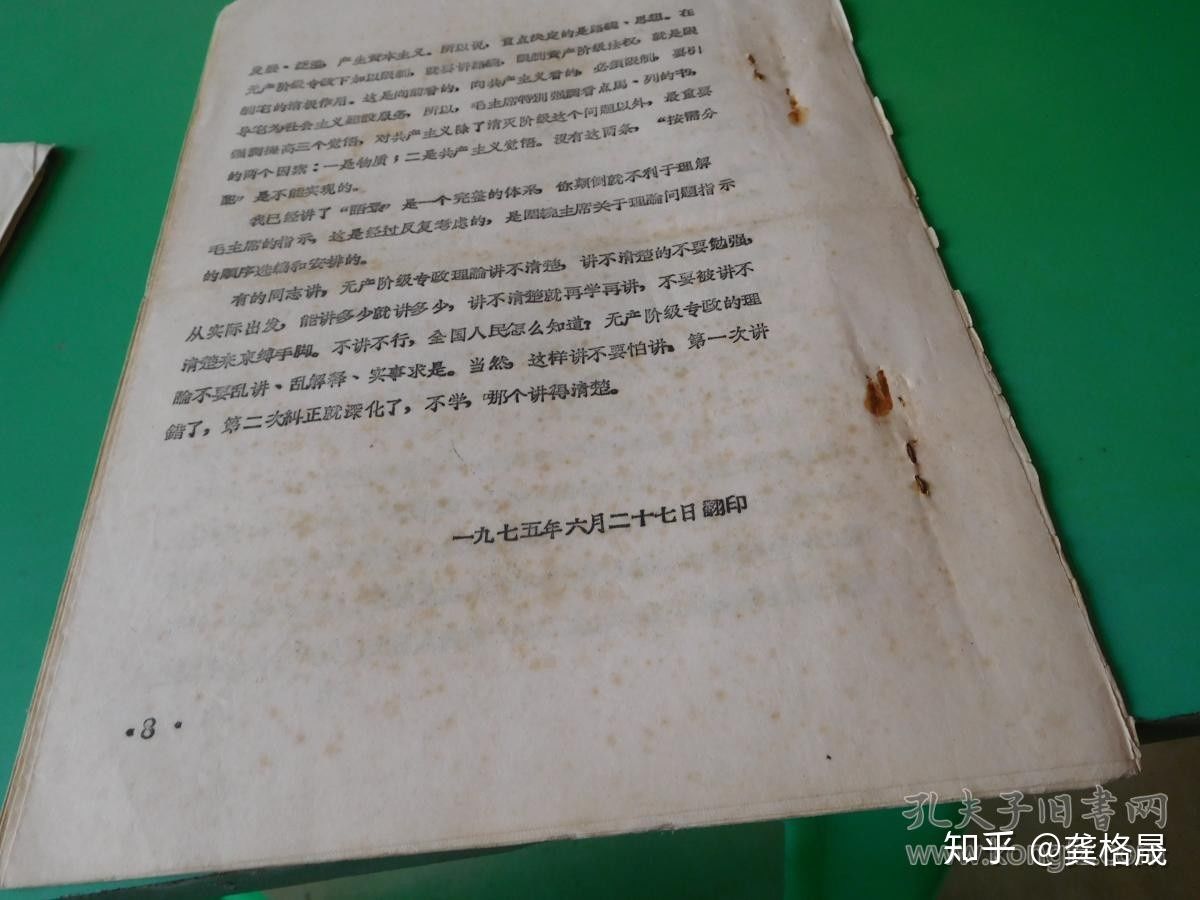 发展、泛滥，产生资本主义。所以说，重点决定的是路线、思想。在
无产阶级专政下加以限制，就要讲路线，限制资产阶级法权，就是限
制它的消极作用。这是向前看的，向共产主义看的，必须限制，要引
导它为社会主义建设服务，所以，毛主席特别强调看点马、列的书，
强调提高三个觉悟，对共产主义除了消灭阶级这个问题以外，最重要
的两个因素：一是物质；二是共产主义觉悟。没有这两条，“按需分
配”是不能实现的。
我已经讲了“语录”是一个完整的体系，你颠倒就不利于理解
毛主席的指示，这是经过反复考虑的，是围绕主席关于理論问题指示
的顺序选编和安排的。
有的同志讲，无产阶级专政理論讲不清楚，讲不清楚的不要勉强，
从实际出发，能讲多少就讲多少，讲不清楚就再学再讲，不要被讲不
清楚来束缚手脚。不讲不行，全国人民怎么知道？无产阶级专政的理
論不要乱讲、乱解释、实事求是。当然，这样讲不要怕讲，第一次讲
错了，第二次糾正就深化了，不学，哪个讲得清楚。
一九七五年六月二十七日翻印
·8·
孔夫子旧书网
www.kongfz.com
知乎 @龚格晟